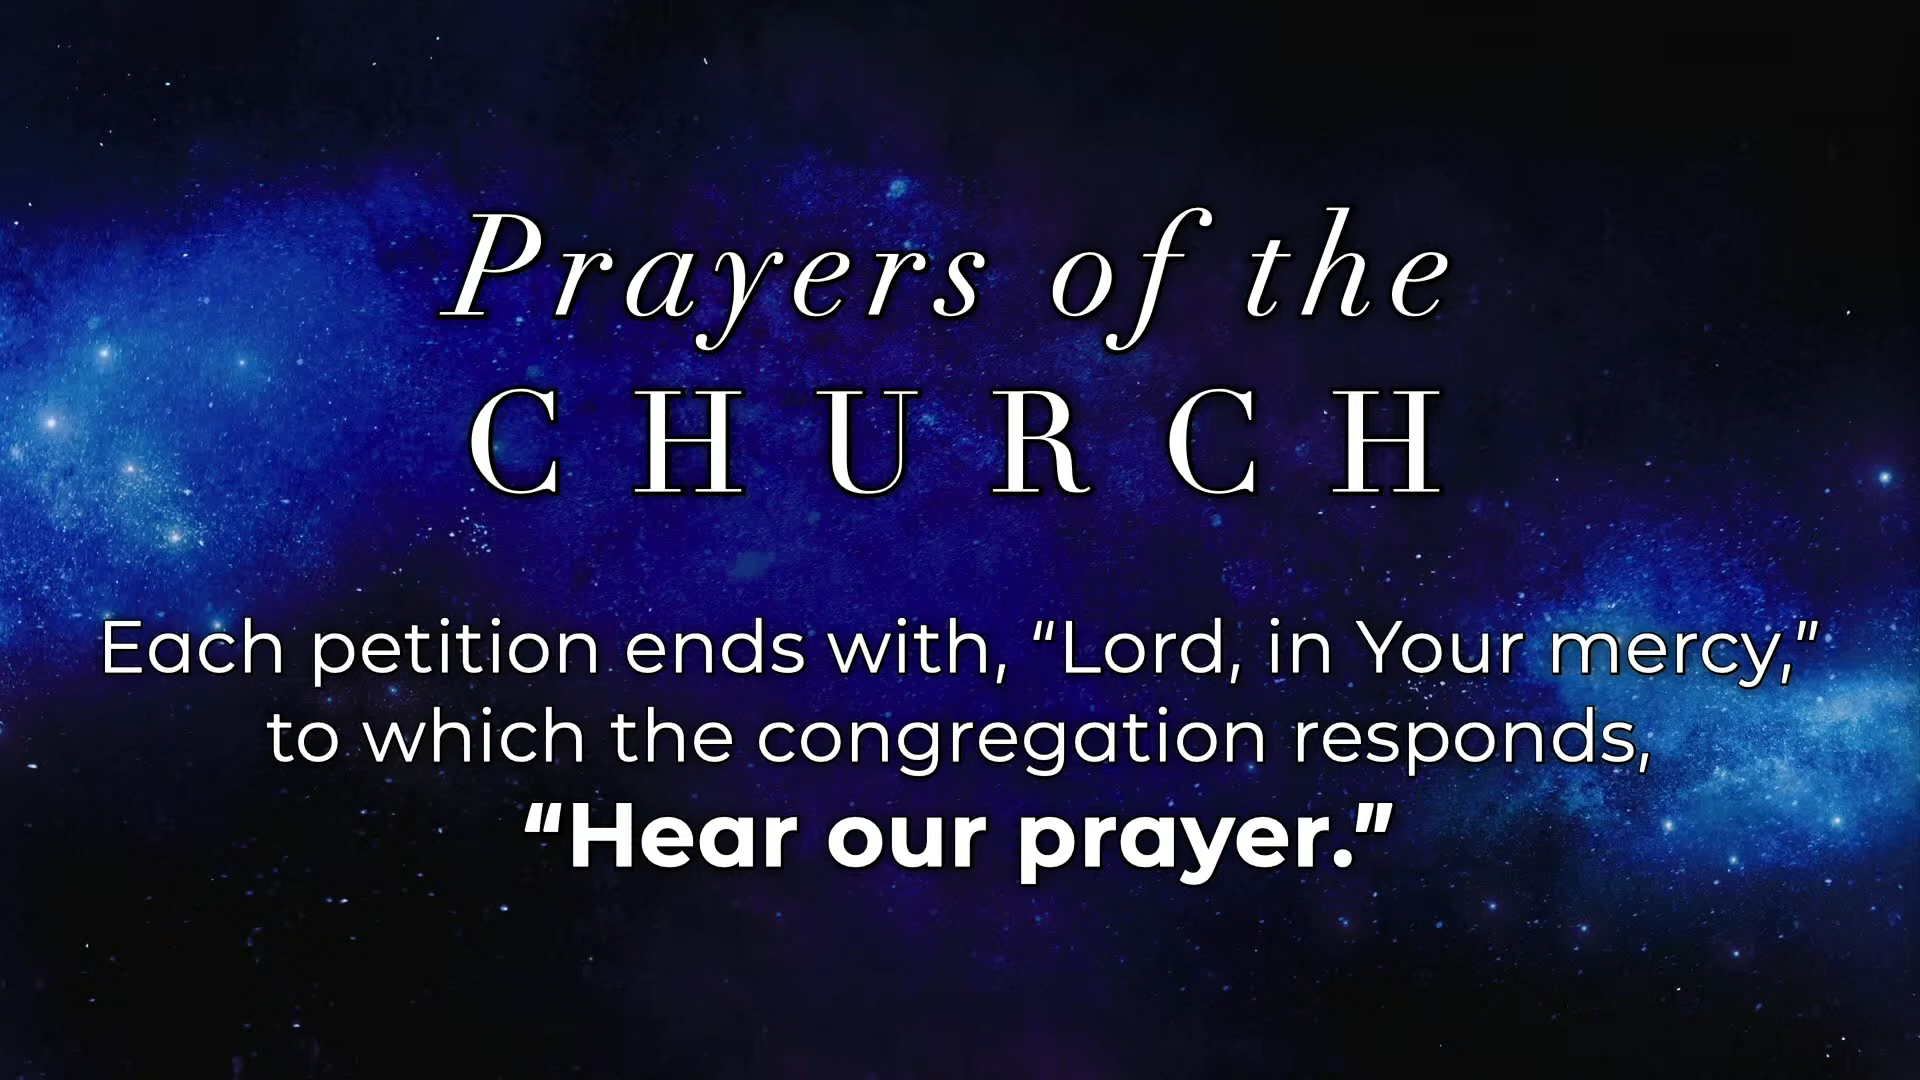 Prayers of the
CHURCH
Each petition ends with, “Lord, in Your mercy,”
to which the congregation responds,
“Hear our prayer.”